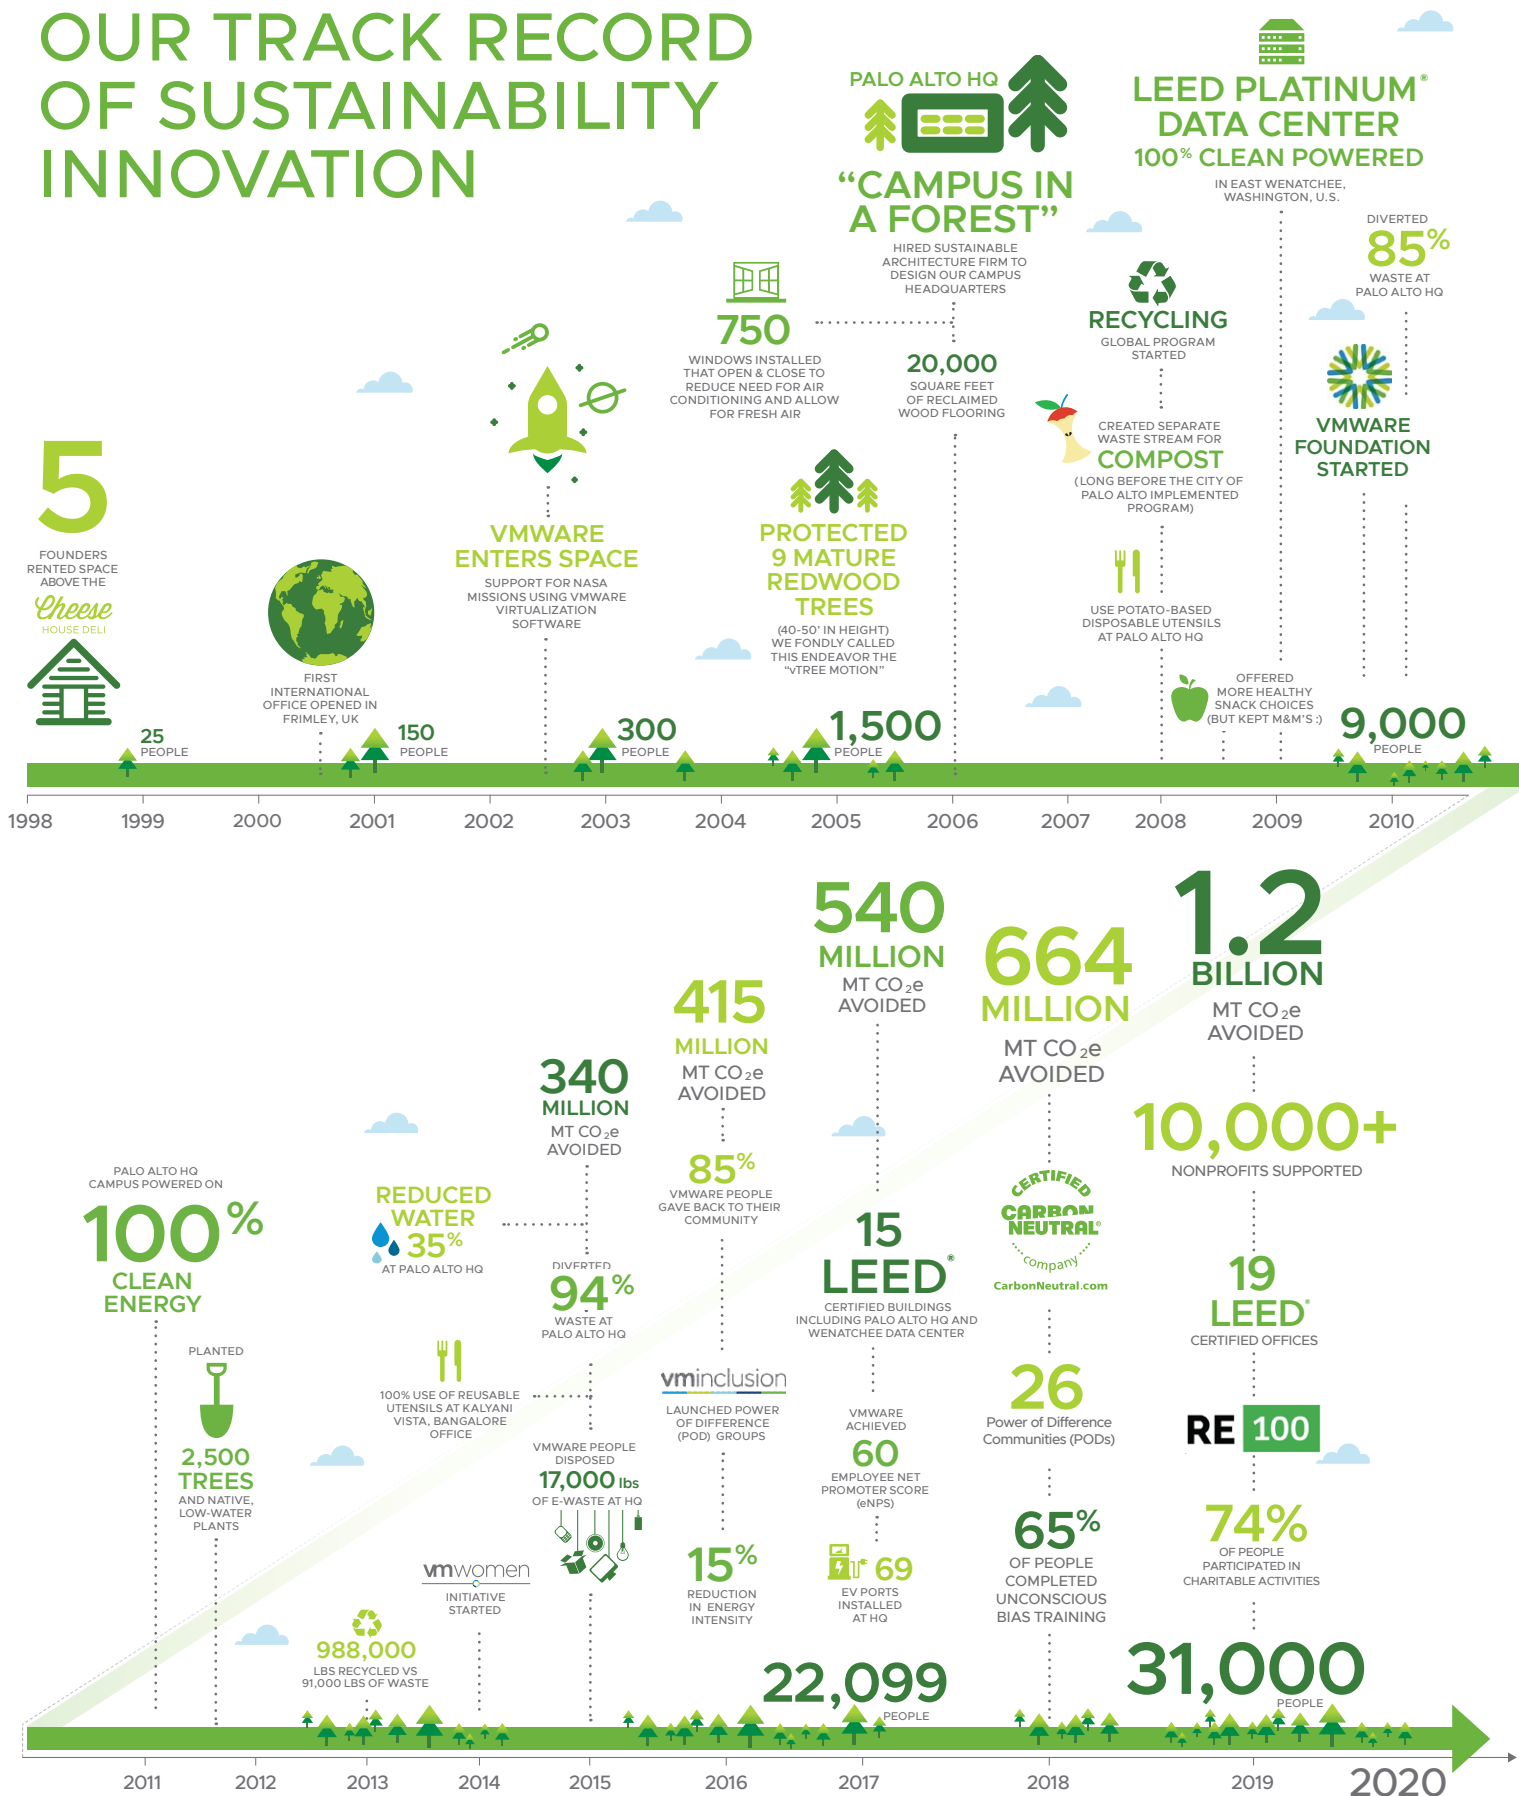 OUR TRACK RECORD
OF SUSTAINABILITY
INNOVATION
5
FOUNDERS
RENTED SPACE
ABOVE THE
Cheese
HOUSE DELI
25
PEOPLE
FIRST
INTERNATIONAL
OFFICE OPENED IN
FRIMLEY, UK
150
PEOPLE
VMWARE
ENTERS SPACE
SUPPORT FOR NASA
MISSIONS USING VMWARE
VIRTUALIZATION
SOFTWARE
300
PEOPLE
750
WINDOWS INSTALLED
THAT OPEN & CLOSE TO
REDUCE NEED FOR AIR
CONDITIONING AND ALLOW
FOR FRESH AIR
PROTECTED
9 MATURE
REDWOOD
TREES
(40-50' IN HEIGHT)
WE FONDLY CALLED
THIS ENDEAVOR THE
"vTREE MOTION"
1,500
PEOPLE
PALO ALTO HQ
“CAMPUS IN
A FOREST”
HIRED SUSTAINABLE
ARCHITECTURE FIRM TO
DESIGN OUR CAMPUS
HEADQUARTERS
20,000
SQUARE FEET
OF RECLAIMED
WOOD FLOORING
RECYCLING
GLOBAL PROGRAM
STARTED
CREATED SEPARATE
WASTE STREAM FOR
COMPOST
(LONG BEFORE THE CITY OF
PALO ALTO IMPLEMENTED
PROGRAM)
USE POTATO-BASED
DISPOSABLE UTENSILS
AT PALO ALTO HQ
OFFERED
MORE HEALTHY
SNACK CHOICES
(BUT KEPT M&M'S :)
LEED PLATINUM®
DATA CENTER
100% CLEAN POWERED
IN EAST WENATCHEE,
WASHINGTON, U.S.
DIVERTED
85%
WASTE AT
PALO ALTO HQ
VMWARE
FOUNDATION
STARTED
9,000
PEOPLE
1998 1999 2000 2001 2002 2003 2004 2005 2006 2007 2008 2009 2010
PALO ALTO HQ
CAMPUS POWERED ON
100%
CLEAN
ENERGY
PLANTED
2,500
TREES
AND NATIVE,
LOW-WATER
PLANTS
988,000
LBS RECYCLED VS
91,000 LBS OF WASTE
REDUCED
WATER
35%
AT PALO ALTO HQ
100% USE OF REUSABLE
UTENSILS AT KALYANI
VISTA, BANGALORE
OFFICE
vmwomen
INITIATIVE
STARTED
340
MILLION
MT CO2e
AVOIDED
DIVERTED
94%
WASTE AT
PALO ALTO HQ
VMWARE PEOPLE
DISPOSED
17,000 lbs
OF E-WASTE AT HQ
415
MILLION
MT CO2e
AVOIDED
85%
VMWARE PEOPLE
GAVE BACK TO THEIR
COMMUNITY
vminclusion
LAUNCHED POWER
OF DIFFERENCE
(POD) GROUPS
15%
REDUCTION
IN ENERGY
INTENSITY
540
MILLION
MT CO2e
AVOIDED
15
LEED®
CERTIFIED BUILDINGS
INCLUDING PALO ALTO HQ AND
WENATCHEE DATA CENTER
VMWARE
ACHIEVED
60
EMPLOYEE NET
PROMOTER SCORE
(eNPS)
69
EV PORTS
INSTALLED
AT HQ
22,099
PEOPLE
664
MILLION
MT CO2e
AVOIDED
CERTIFIED
CARBON
NEUTRAL®
company
CarbonNeutral.com
26
Power of Difference
Communities (PODs)
65%
OF PEOPLE
COMPLETED
UNCONSCIOUS
BIAS TRAINING
1.2
BILLION
MT CO2e
AVOIDED
10,000+
NONPROFITS SUPPORTED
19
LEED®
CERTIFIED OFFICES
RE 100
74%
OF PEOPLE
PARTICIPATED IN
CHARITABLE ACTIVITIES
31,000
PEOPLE
2011 2012 2013 2014 2015 2016 2017 2018 2019 2020